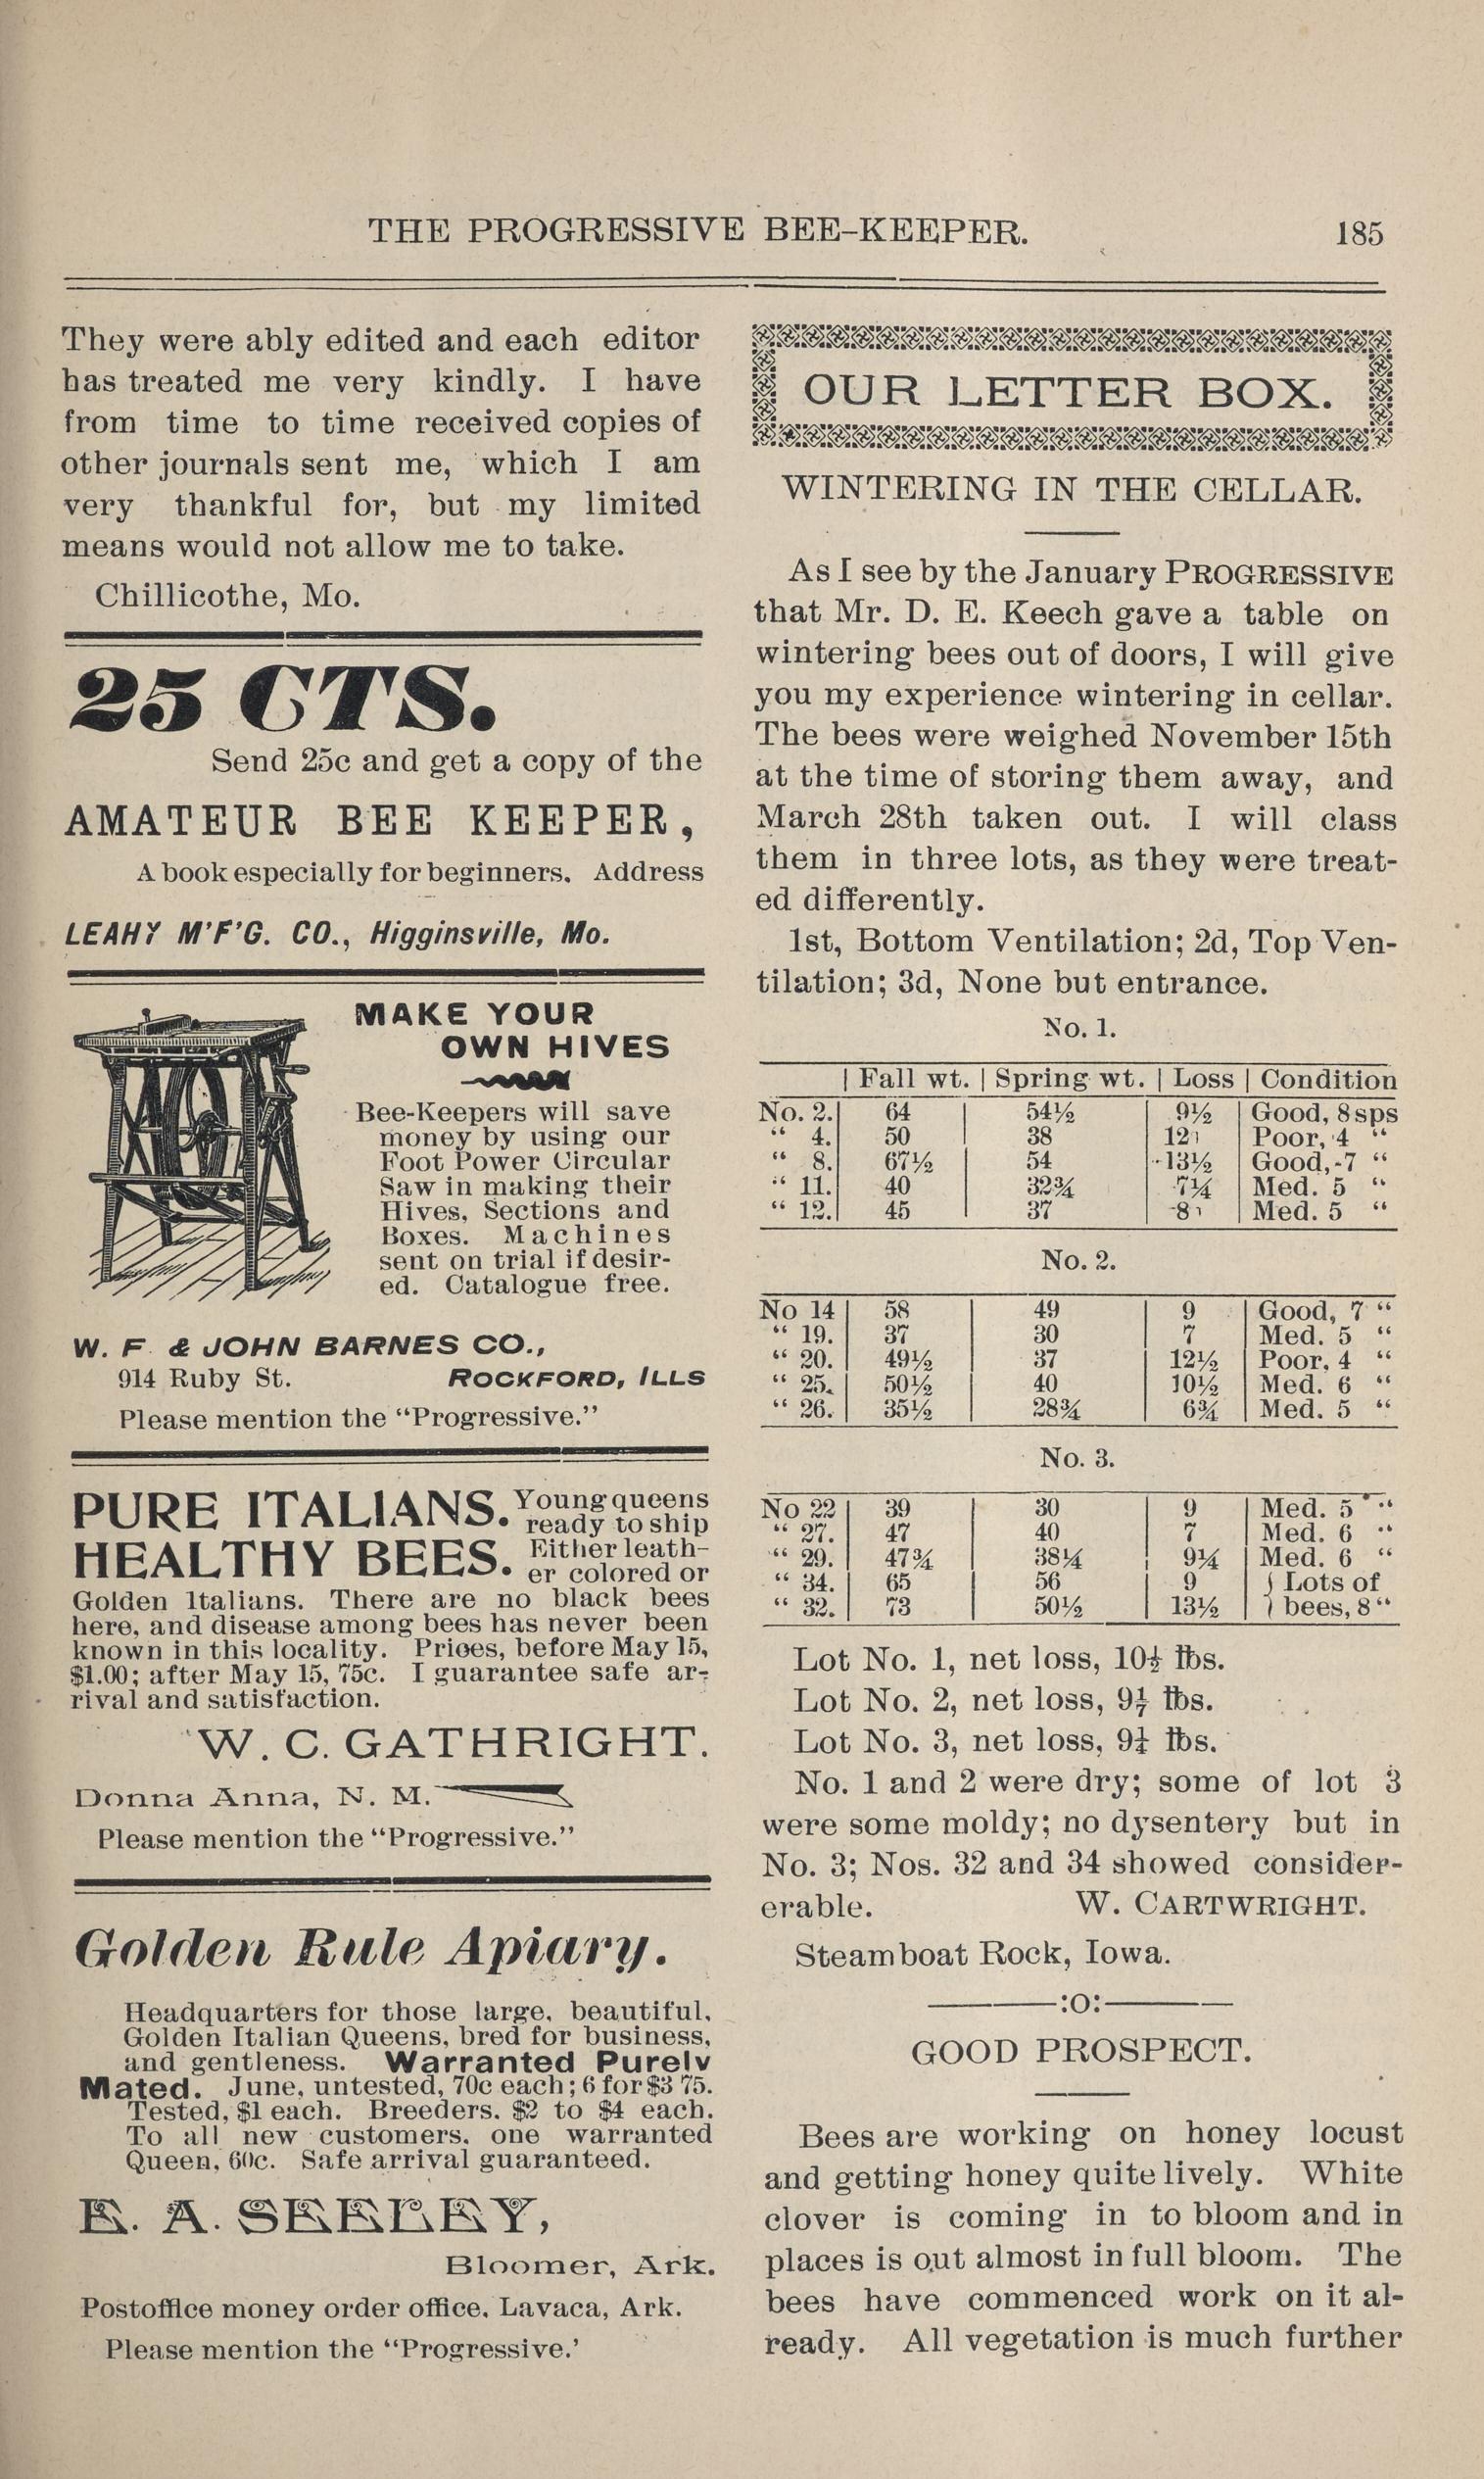 THE PROGRESSIVE BEE-KEEPER. 185
They were ably edited and each editor
has treated me very kindly. I have
from time to time received copies of
other journals sent me, which I am
very thankful for, but my limited
means would not allow me to take.
Chillicothe, Mo.
25 CTS.
Send 25c and get a copy of the
AMATEUR BEE KEEPER,
A book especially for beginners. Address
LEAHY M'F'G. CO., Higginsville, Mo.
MAKE YOUR
OWN HIVES
Bee-Keepers will save
money by using our
Foot Power Circular
Saw in making their
Hives, Sections and
Boxes. Machines
sent on trial if desir-
ed. Catalogue free.
W. F. & JOHN BARNES CO.,
914 Ruby St. ROCKFORD, ILLS
Please mention the "Progressive."
PURE ITALIANS. Young queens
ready to ship
HEALTHY BEES. Either leath-
er colored or
Golden Italians. There are no black bees
here, and disease among bees has never been
known in this locality. Prices, before May 15,
$1.00; after May 15, 75c. I guarantee safe ar-
rival and satisfaction.
W. C. GATHRIGHT.
Donna Anna, N. M.
Please mention the "Progressive."
Golden Rule Apiary.
Headquarters for those large, beautiful,
Golden Italian Queens, bred for business,
and gentleness. Warranted Purely
Mated. June, untested, 70c each; 6 for $3 75.
Tested, $1 each. Breeders. $2 to $4 each.
To all new customers, one warranted
Queen, 60c. Safe arrival guaranteed.
E. A. SEELEY,
Bloomer, Ark.
Postoffice money order office, Lavaca, Ark.
Please mention the "Progressive.'
OUR LETTER BOX.
WINTERING IN THE CELLAR.
As I see by the January PROGRESSIVE
that Mr. D. E. Keech gave a table on
wintering bees out of doors, I will give
you my experience wintering in cellar.
The bees were weighed November 15th
at the time of storing them away, and
March 28th taken out. I will class
them in three lots, as they were treat-
ed differently.
1st, Bottom Ventilation; 2d, Top Ven-
tilation; 3d, None but entrance.
No. 1.
| Fall wt. | Spring wt. | Loss | Condition
No. 2. | 64 | 54½ | 9½ | Good, 8 sps
" 4. | 50 | 38 | 12 | Poor, 4 "
" 8. | 67½ | 54 | 13½ | Good, 7 "
" 11. | 40 | 32¾ | 7¼ | Med. 5 "
" 12. | 45 | 37 | 8 | Med. 5 "
No. 2.
No 14 | 58 | 49 | 9 | Good, 7 "
" 19. | 37 | 30 | 7 | Med. 5 "
" 20. | 49½ | 37 | 12½ | Poor, 4 "
" 25. | 50½ | 40 | 10½ | Med. 6 "
" 26. | 35½ | 28¾ | 6¾ | Med. 5 "
No. 3.
No 22 | 39 | 30 | 9 | Med. 5 "
" 27. | 47 | 40 | 7 | Med. 6 "
" 29. | 47¾ | 38¼ | 9¼ | Med. 6 "
" 34. | 65 | 56 | 9 | } Lots of
" 32. | 73 | 50½ | 13½ | } bees, 8 "
Lot No. 1, net loss, lbs.
Lot No. 2, net loss, lbs.
Lot No. 3, net loss, lbs.
No. 1 and 2 were dry; some of lot 3
were some moldy; no dysentery but in
No. 3; Nos. 32 and 34 showed consider-
erable. W. CARTWRIGHT.
Steamboat Rock, Iowa.
:o:
GOOD PROSPECT.
Bees are working on honey locust
and getting honey quite lively. White
clover is coming in to bloom and in
places is out almost in full bloom. The
bees have commenced work on it al-
ready. All vegetation is much further